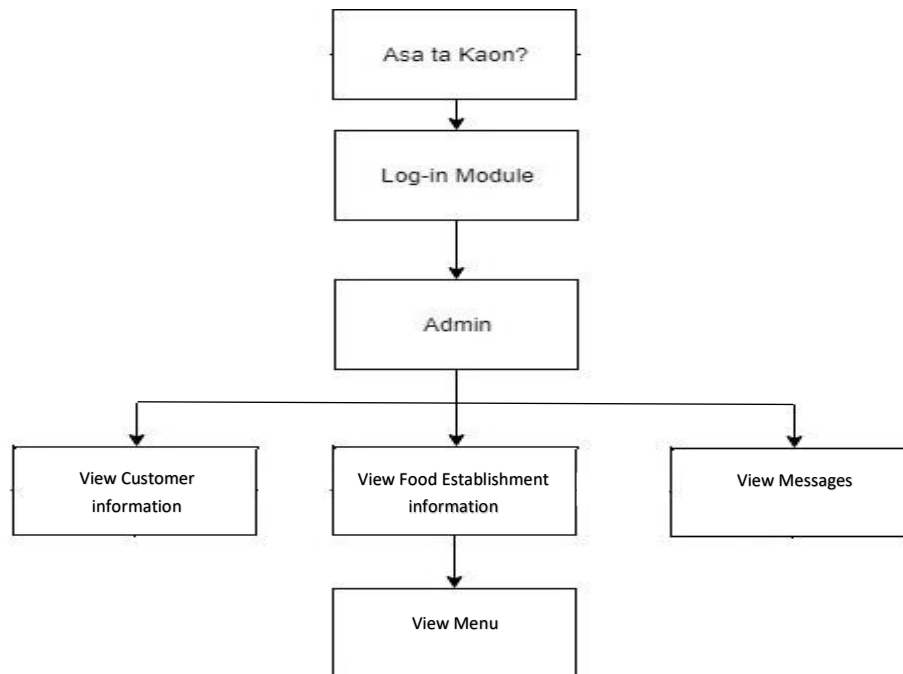 Asa ta Kaon?
Log-in Module
Admin
View Customer
information
View Food Establishment
information
View Messages
View Menu